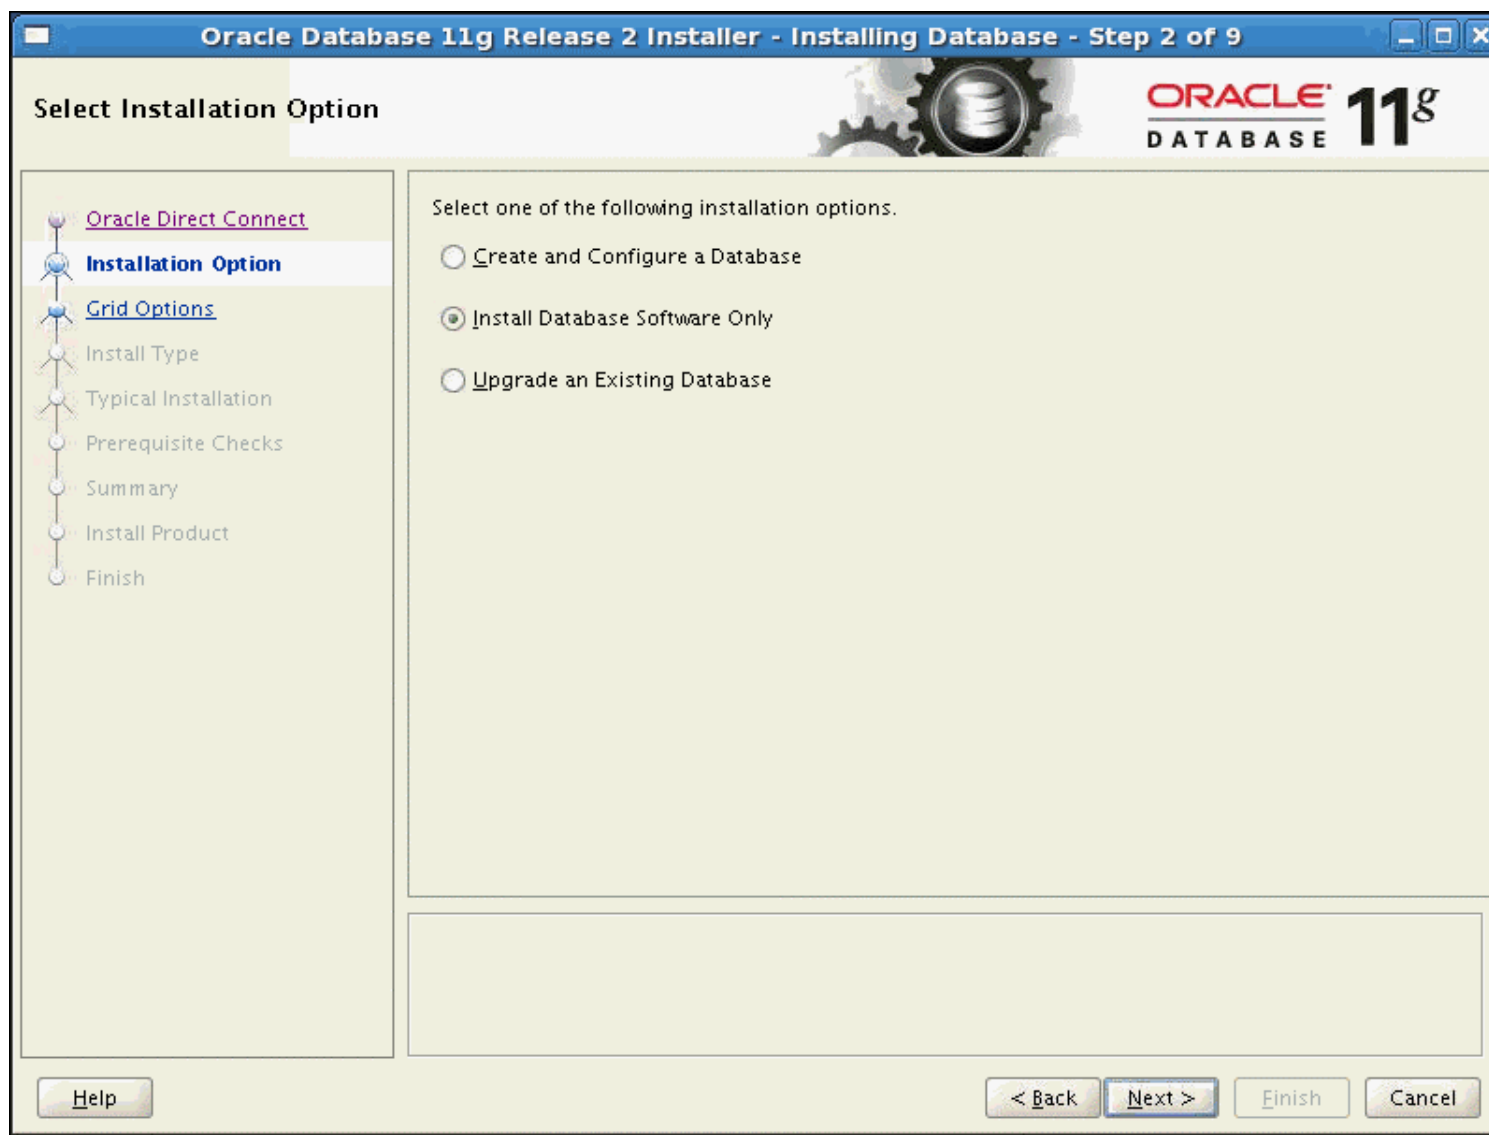 Oracle Database 11g Release 2 Installer - Installing Database - Step 2 of 9
Select Installation Option
ORACLE
DATABASE
11g
Oracle Direct Connect
Installation Option
Grid Options
Install Type
Typical Installation
Prerequisite Checks
Summary
Install Product
Finish
Select one of the following installation options.
Create and Configure a Database
Install Database Software Only
Upgrade an Existing Database
Help
< Back
Next >
Finish
Cancel